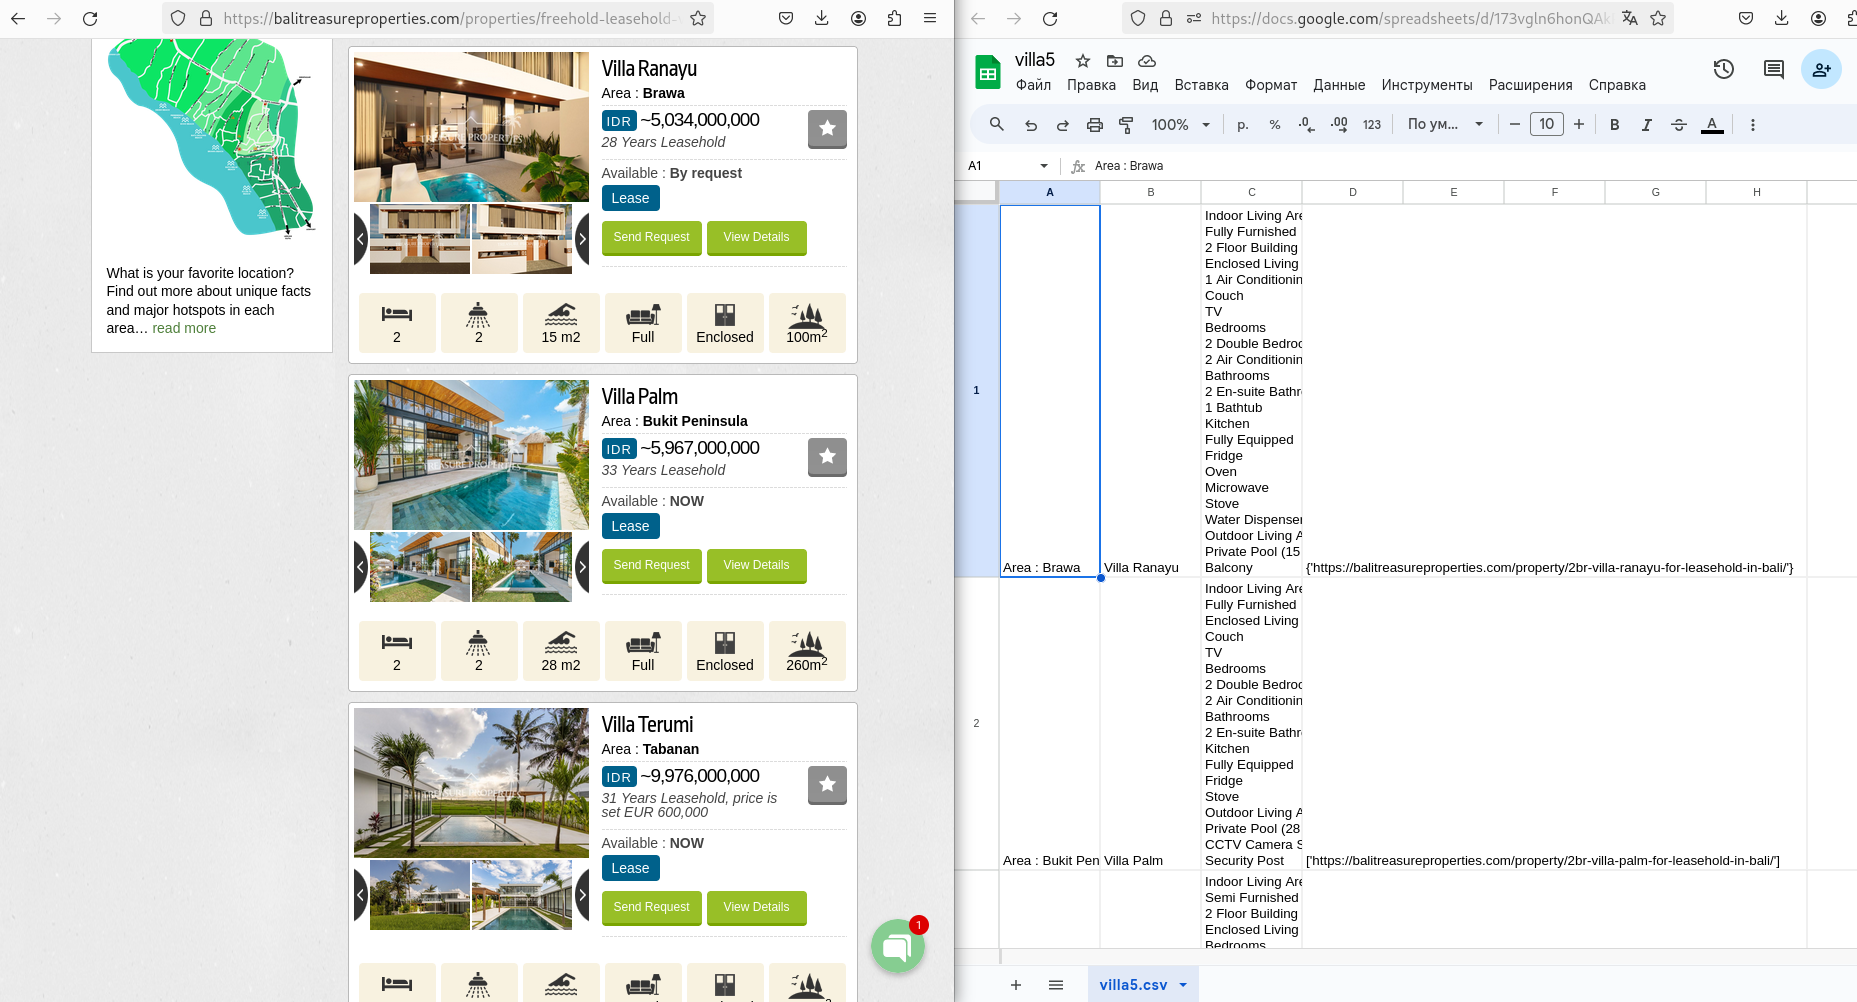 https://balitreasureproperties.com/properties/freehold-leasehold-
Villa Ranayu
Area : Brawa
IDR ~5,034,000,000
28 Years Leasehold
Available : By request
Lease
Send Request
View Details
2
2
15 m2
Full
Enclosed
100m2
What is your favorite location?
Find out more about unique facts
and major hotspots in each
area… read more
Villa Palm
Area : Bukit Peninsula
IDR ~5,967,000,000
33 Years Leasehold
Available : NOW
Lease
Send Request
View Details
2
2
28 m2
Full
Enclosed
260m2
Villa Terumi
Area : Tabanan
IDR ~9,976,000,000
31 Years Leasehold, price is
set EUR 600,000
Available : NOW
Lease
Send Request
View Details
1
https://docs.google.com/spreadsheets/d/173vgln6honQAk
villa5
Файл Правка Вид Вставка Формат Данные Инструменты Расширения Справка
100% р. % .0 .00 123 По ум... 10 B I A
A1 fx Area : Brawa
A B C D E F G H
1
Indoor Living Are
Fully Furnished
2 Floor Building
Enclosed Living
1 Air Conditionin
Couch
TV
Bedrooms
2 Double Bedroo
2 Air Conditionin
Bathrooms
2 En-suite Bathr
1 Bathtub
Kitchen
Fully Equipped
Fridge
Oven
Microwave
Stove
Water Dispenser
Outdoor Living A
Private Pool (15
Area : Brawa Villa Ranayu Balcony {'https://balitreasureproperties.com/property/2br-villa-ranayu-for-leasehold-in-bali/'}
2
Indoor Living Are
Fully Furnished
Enclosed Living
Couch
TV
Bedrooms
2 Double Bedroo
2 Air Conditionin
Bathrooms
2 En-suite Bathr
Kitchen
Fully Equipped
Fridge
Stove
Outdoor Living A
Private Pool (28
CCTV Camera S
Area : Bukit Pen Villa Palm Security Post ['https://balitreasureproperties.com/property/2br-villa-palm-for-leasehold-in-bali/']
Indoor Living Are
Semi Furnished
2 Floor Building
Enclosed Living
Bedrooms
villa5.csv